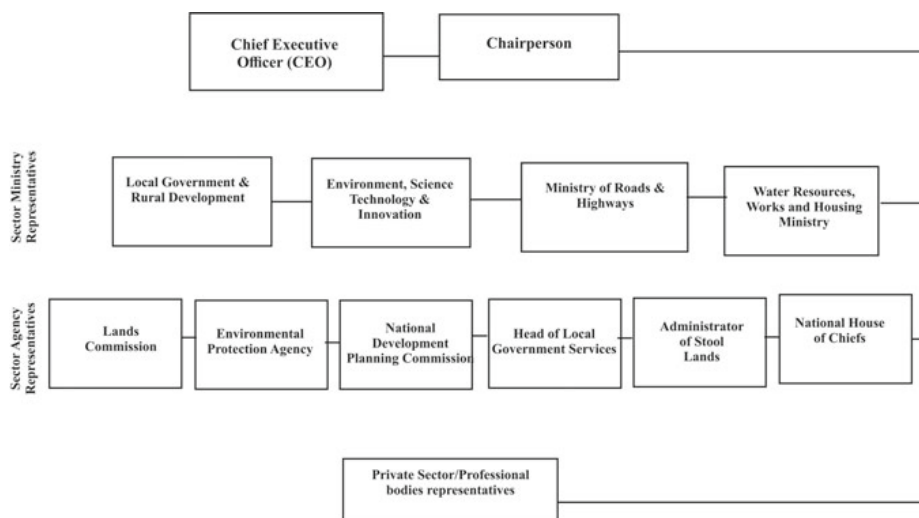 Chief Executive
Officer (CEO)
Chairperson
Sector Ministry
Representatives
Local Government &
Rural Development
Environment, Science
Technology &
Innovation
Ministry of Roads &
Highways
Water Resources,
Works and Housing
Ministry
Sector Agency
Representatives
Lands
Commission
Environmental
Protection Agency
National
Development
Planning Commission
Head of Local
Government Services
Administrator
of Stool
Lands
National House
of Chiefs
Private Sector/Professional
bodies representatives